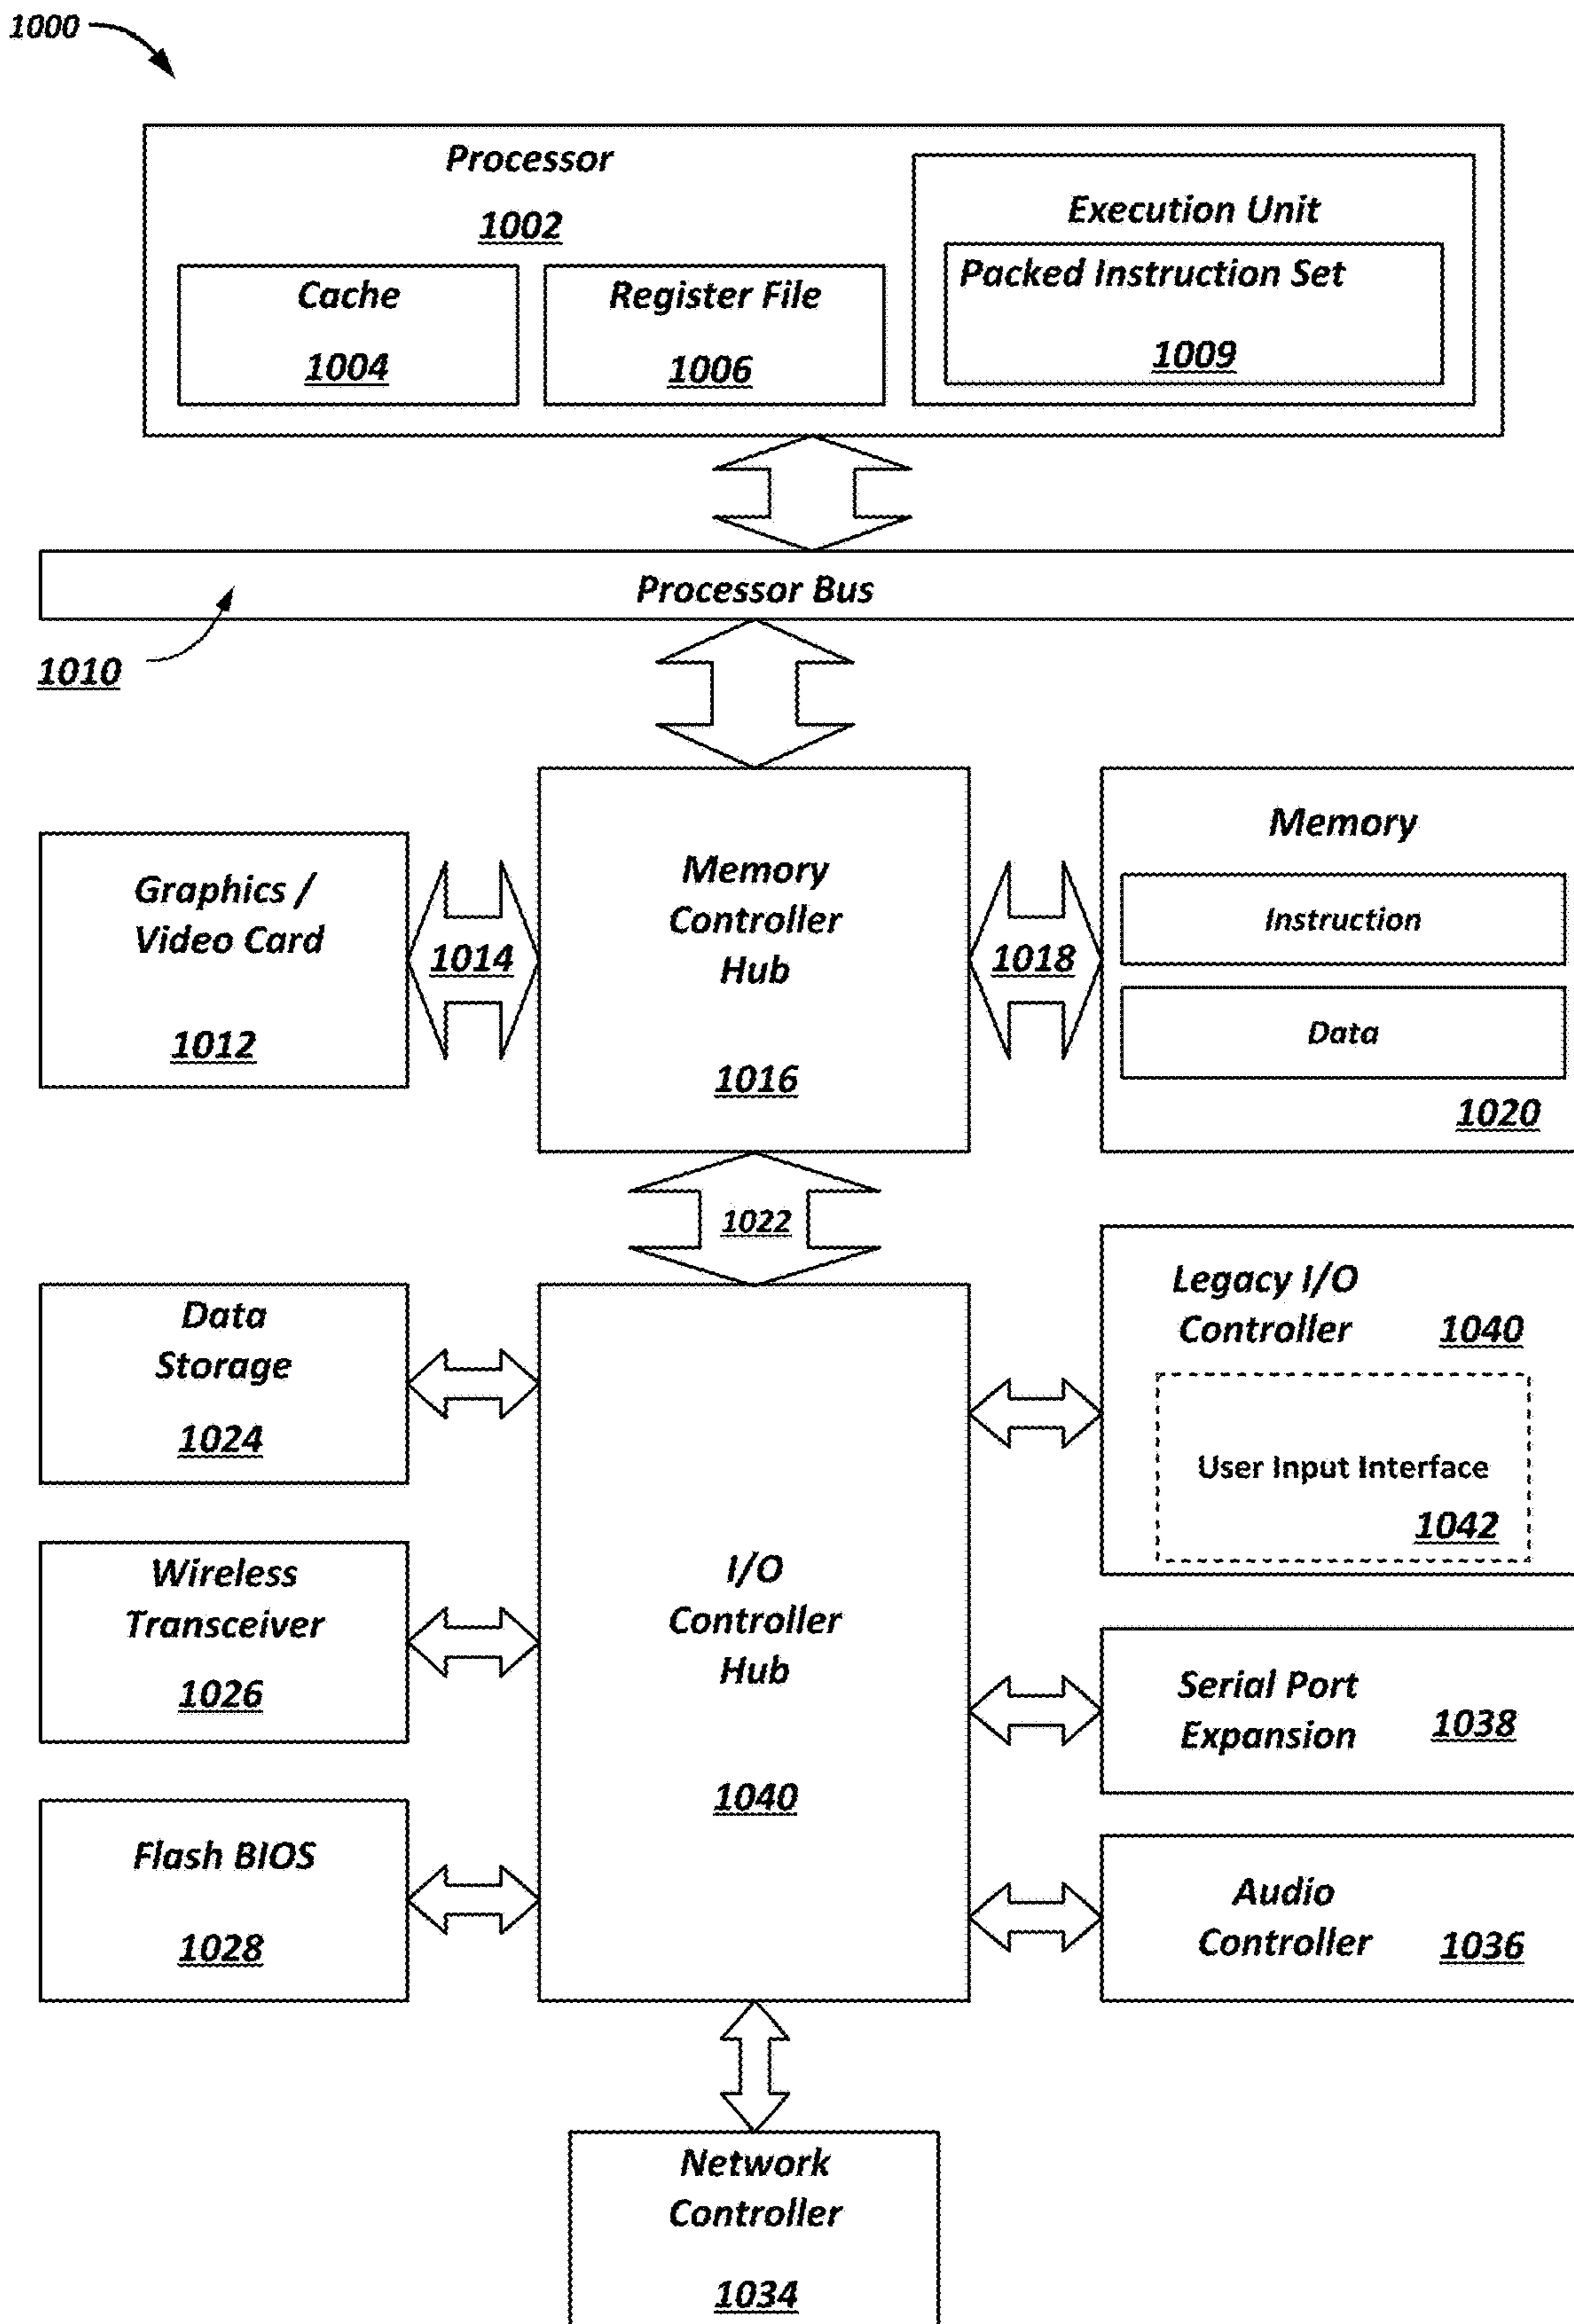 1000
Processor
1002
Execution Unit
Packed Instruction Set
1009
Cache
1004
Register File
1006
Processor Bus
1010
Graphics /
Video Card
1012
1014
Memory
Controller
Hub
1016
1018
Memory
Instruction
Data
1020
1022
Data
Storage
1024
Legacy I/O
Controller
1040
User Input Interface
1042
Wireless
Transceiver
1026
I/O
Controller
Hub
1040
Serial Port
Expansion
1038
Flash BIOS
1028
Audio
Controller
1036
Network
Controller
1034